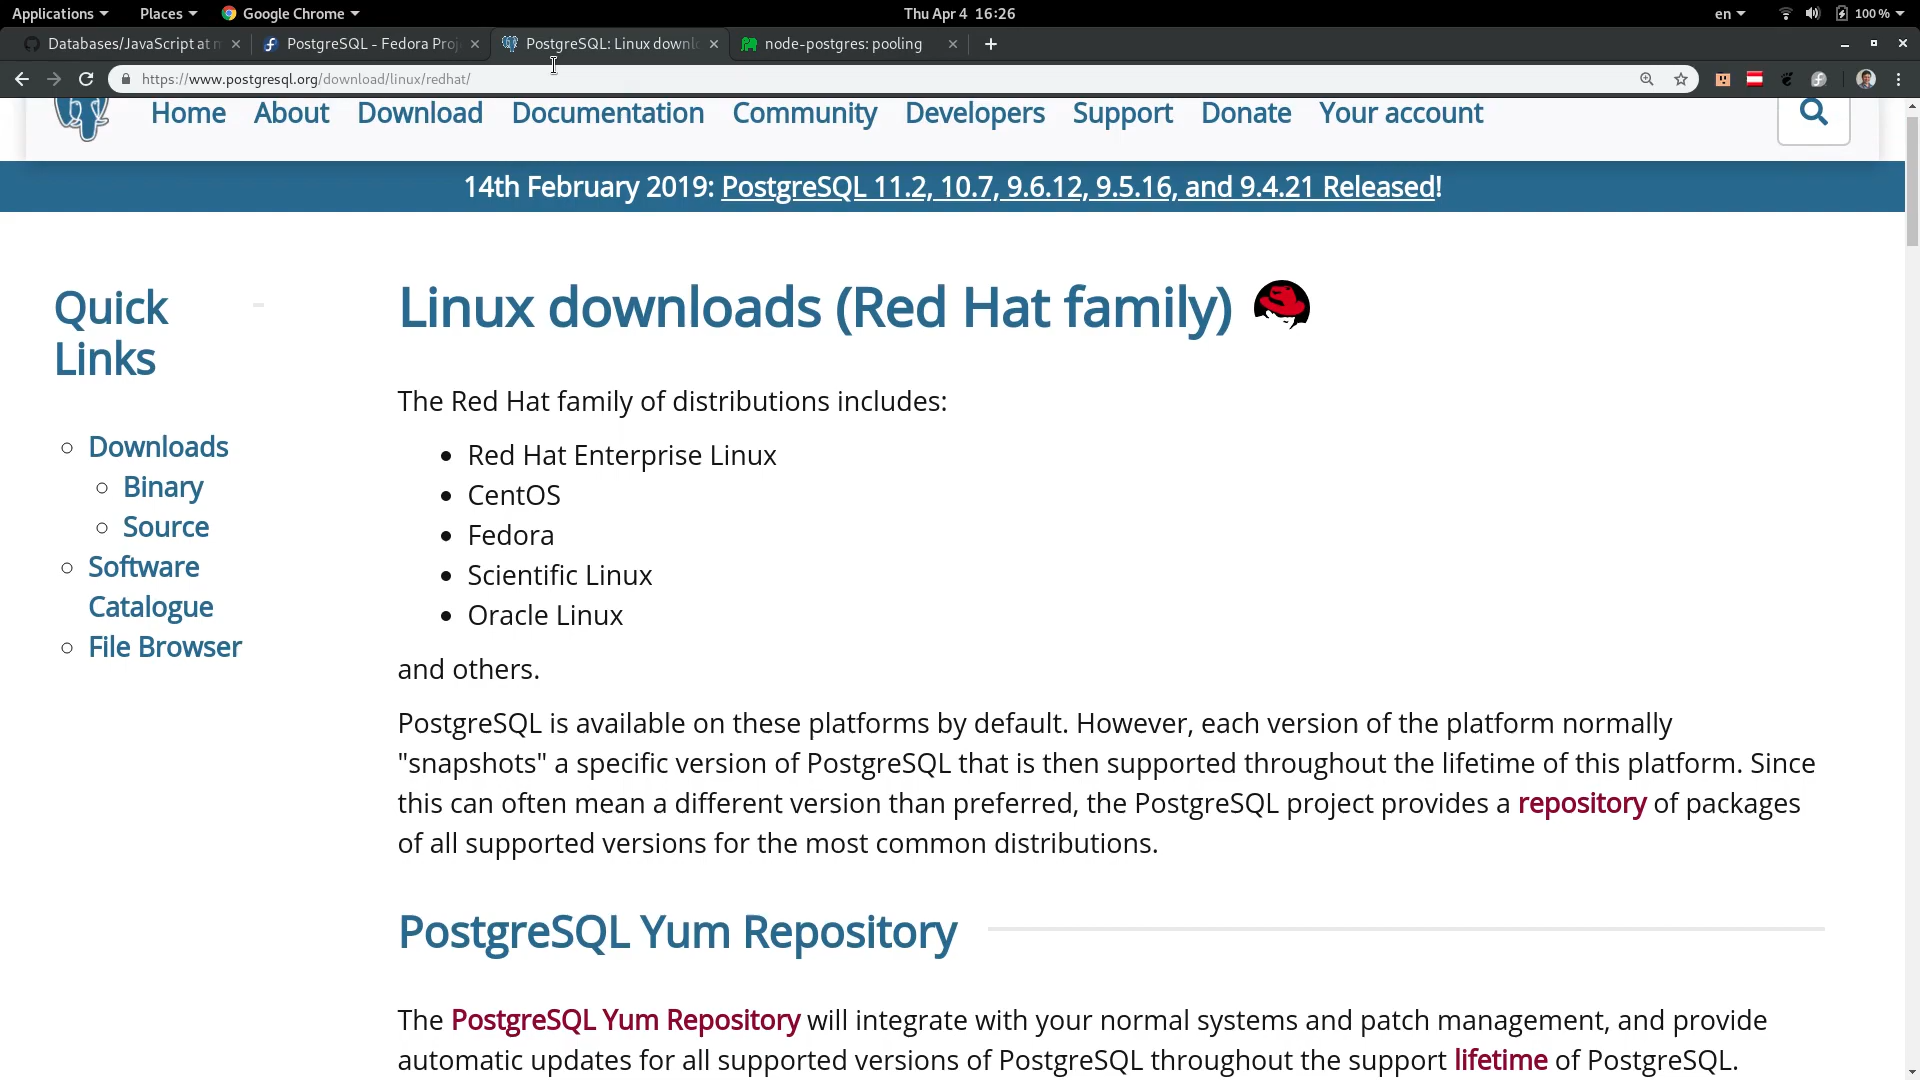 Applications Places Google Chrome Thu Apr 4 16:26 en 100 %
Databases/JavaScript at PostgreSQL - Fedora Proj PostgreSQL: Linux downl node-postgres: pooling
https://www.postgresql.org/download/linux/redhat/
Home About Download Documentation Community Developers Support Donate Your account
14th February 2019: PostgreSQL 11.2, 10.7, 9.6.12, 9.5.16, and 9.4.21 Released!
Quick
Links
Downloads
Binary
Source
Software
Catalogue
File Browser
Linux downloads (Red Hat family)
The Red Hat family of distributions includes:
Red Hat Enterprise Linux
CentOS
Fedora
Scientific Linux
Oracle Linux
and others.
PostgreSQL is available on these platforms by default. However, each version of the platform normally
"snapshots" a specific version of PostgreSQL that is then supported throughout the lifetime of this platform. Since
this can often mean a different version than preferred, the PostgreSQL project provides a repository of packages
of all supported versions for the most common distributions.
PostgreSQL Yum Repository
The PostgreSQL Yum Repository will integrate with your normal systems and patch management, and provide
automatic updates for all supported versions of PostgreSQL throughout the support lifetime of PostgreSQL.